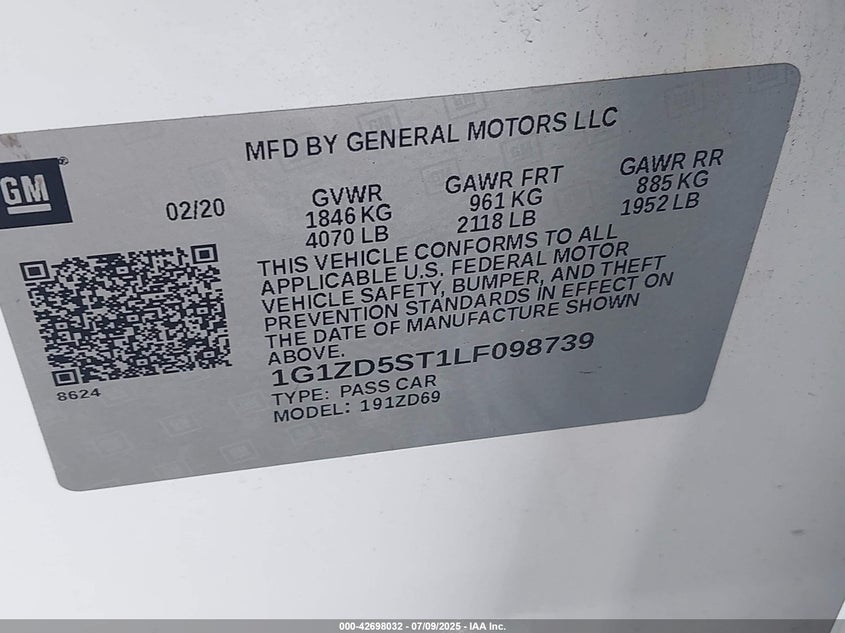 MFD BY GENERAL MOTORS LLC
GM
®
02/20
GVWR
1846 KG
4070 LB
GAWR FRT
961 KG
2118 LB
GAWR RR
885 KG
1952 LB
THIS VEHICLE CONFORMS TO ALL
APPLICABLE U.S. FEDERAL MOTOR
VEHICLE SAFETY, BUMPER, AND THEFT
PREVENTION STANDARDS IN EFFECT ON
THE DATE OF MANUFACTURE SHOWN
ABOVE.
1G1ZD5ST1LF098739
TYPE: PASS CAR
MODEL: 191ZD69
8624
000-42698032 - 07/09/2025 - IAA Inc.